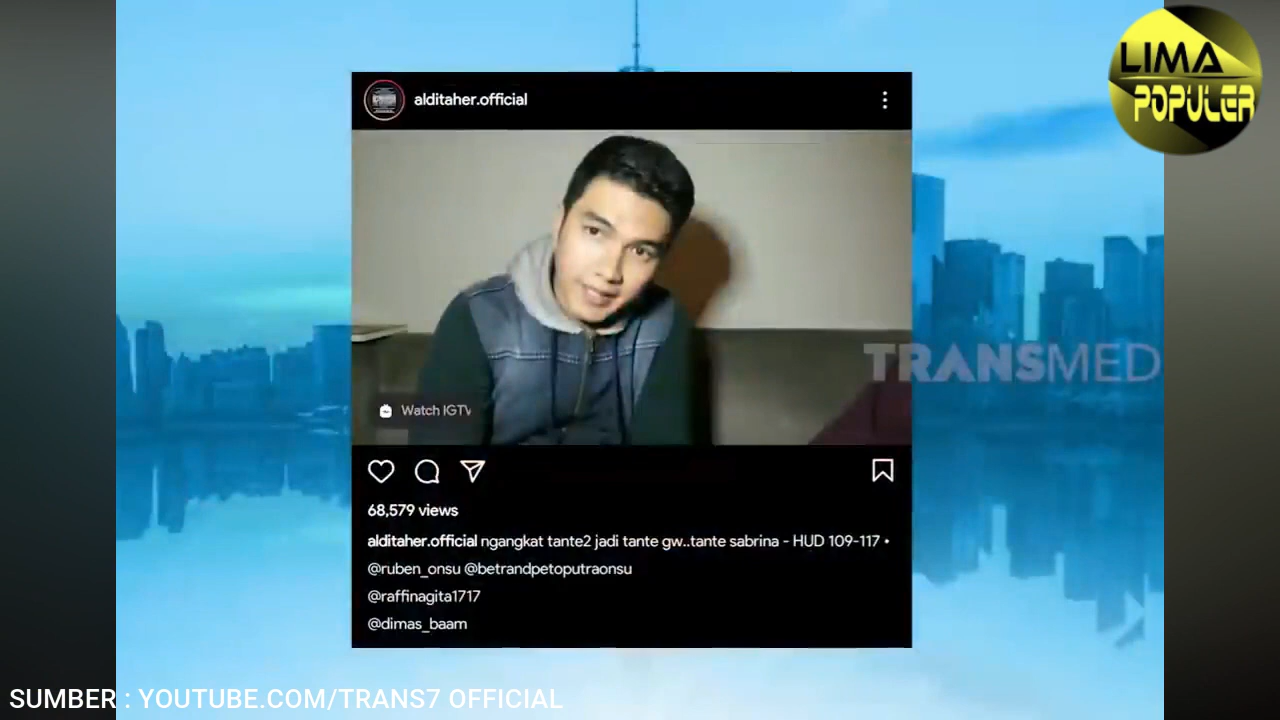 LIMA
POPULER
alditaher.official
TRANSMED
Watch IGTV
68,579 views
alditaher.official ngangkat tante2 jadi tante gw..tante sabrina - HUD 109-117 •
@ruben_onsu @betrandpetoputraonsu
@raffinagita1717
@dimas_baam
SUMBER : YOUTUBE.COM/TRANS7 OFFICIAL